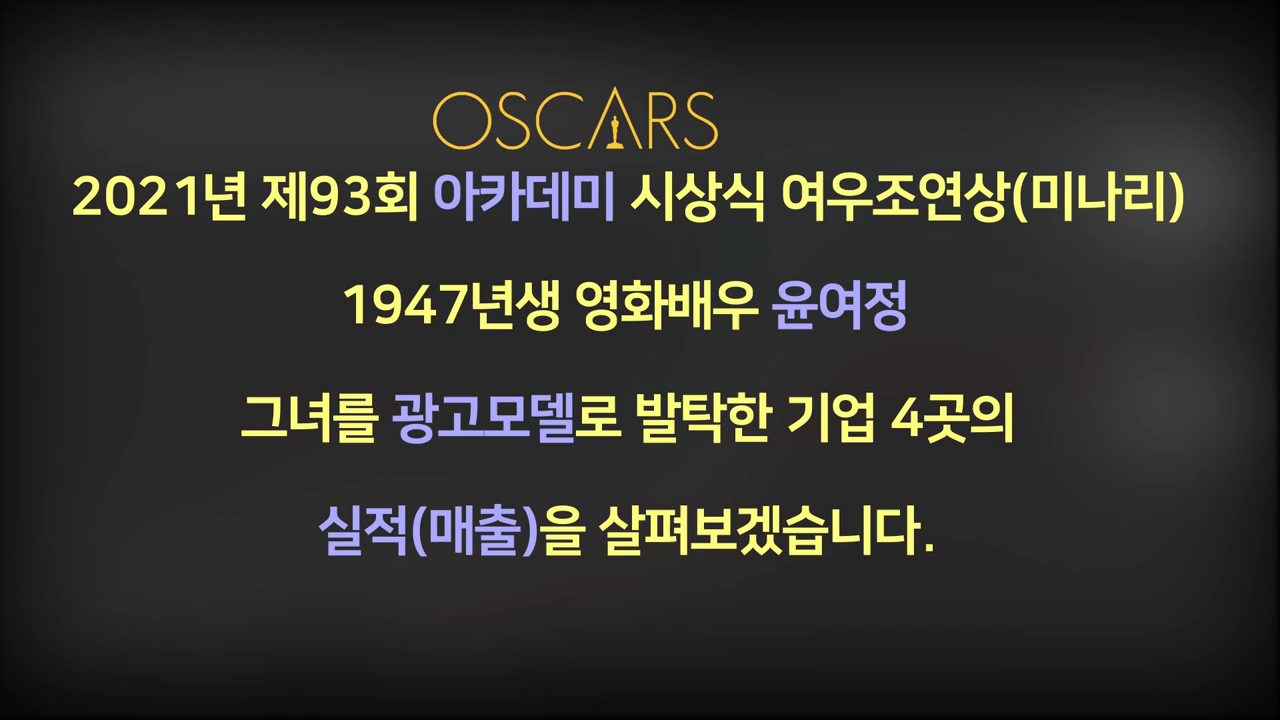 OSCARS
2021년 제93회 아카데미 시상식 여우조연상(미나리)
1947년생 영화배우 윤여정
그녀를 광고모델로 발탁한 기업 4곳의
실적(매출)을 살펴보겠습니다.